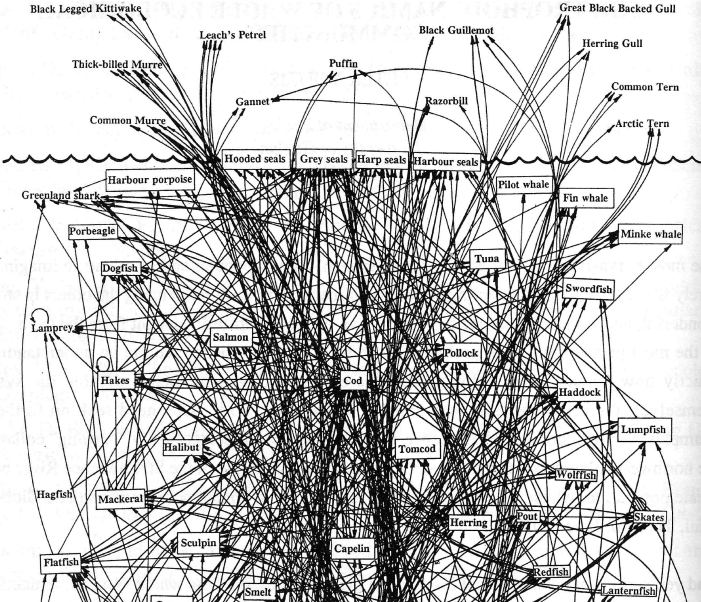 Black Legged Kittiwake
Great Black Backed Gull
Leach's Petrel
Black Guillemot
Herring Gull
Thick-billed Murre
Puffin
Common Tern
Gannet
Razorbill
Common Murre
Arctic Tern
Hooded seals
Grey seals
Harp seals
Harbour seals
Harbour porpoise
Pilot whale
Greenland shark
Fin whale
Porbeagle
Minke whale
Tuna
Dogfish
Swordfish
Lamprey
Salmon
Pollock
Hakes
Cod
Haddock
Lumpfish
Halibut
Tomcod
Wolffish
Hagfish
Mackeral
Herring
Pout
Skates
Sculpin
Capelin
Flatfish
Redfish
Smelt
Lanternfish